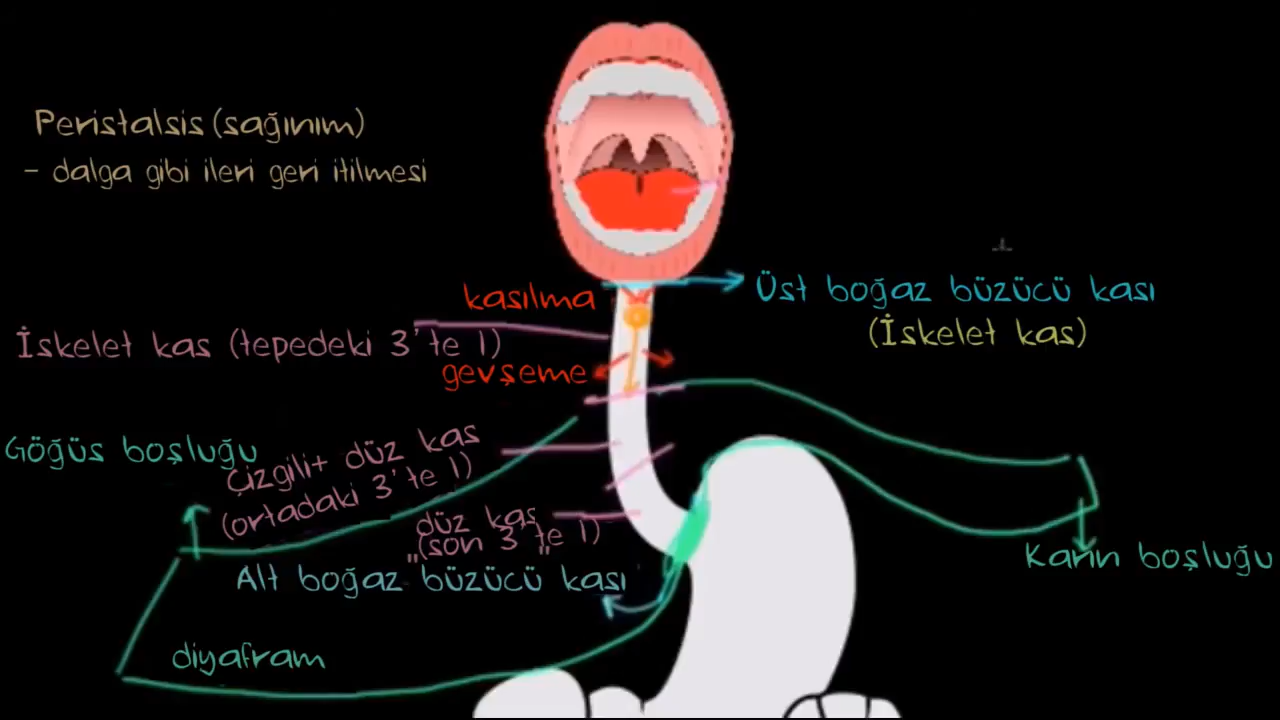 Peristalsis (sağınım)
- dalga gibi ileri geri itilmesi
kasılma
Üst boğaz büzücü kası
(İskelet kas)
İskelet kas (tepedeki 3'te 1)
gevşeme
Göğüs boşluğu
Çizgili+ düz kas
(ortadaki 3'te 1)
düz kas
(son 3'te 1)
"Alt boğaz büzücü kası"
Karın boşluğu
diyafram